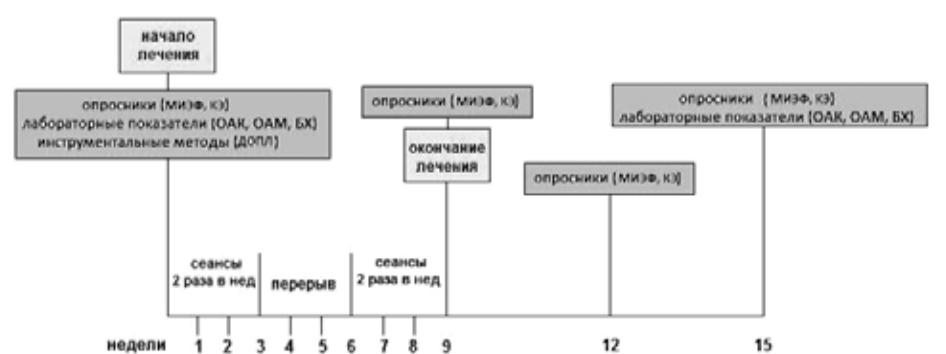 начало
лечения
опросники (МИЭФ, КЭ)
лабораторные показатели (ОАК, ОАМ, БХ)
инструментальные методы (ДОПЛ)
опросники (МИЭФ, КЭ)
окончание
лечения
опросники (МИЭФ, КЭ)
опросники (МИЭФ, КЭ)
лабораторные показатели (ОАК, ОАМ, БХ)
сеансы
2 раза в нед
перерыв
сеансы
2 раза в нед
недели 1 2 3 4 5 6 7 8 9 12 15